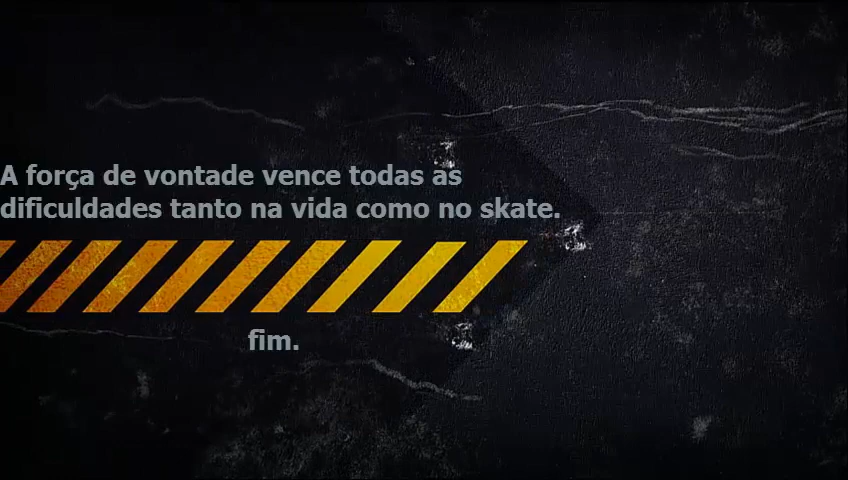 A força de vontade vence todas as
dificuldades tanto na vida como no skate.
fim.